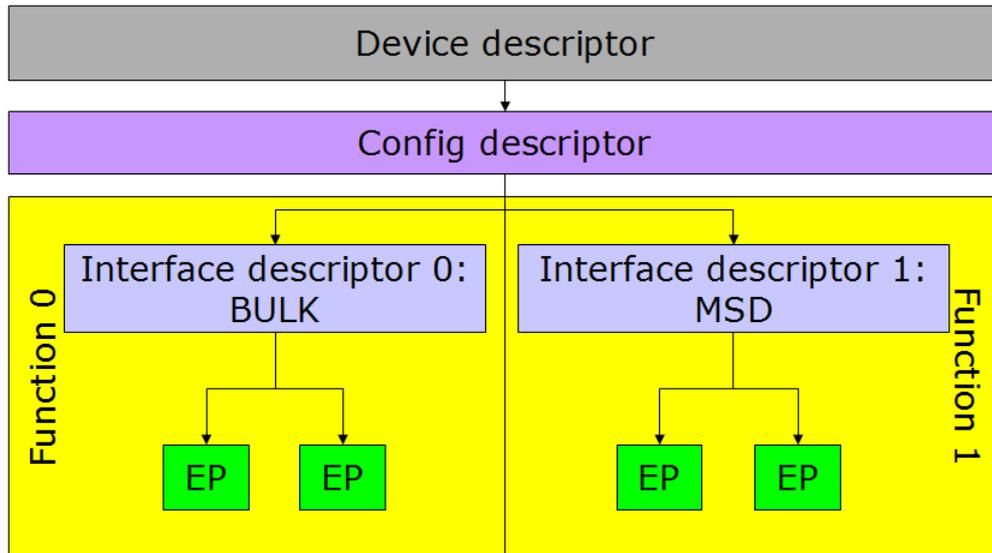 Device descriptor
Config descriptor
Function 0
Interface descriptor 0:
BULK
EP
EP
Interface descriptor 1:
MSD
EP
EP
Function 1